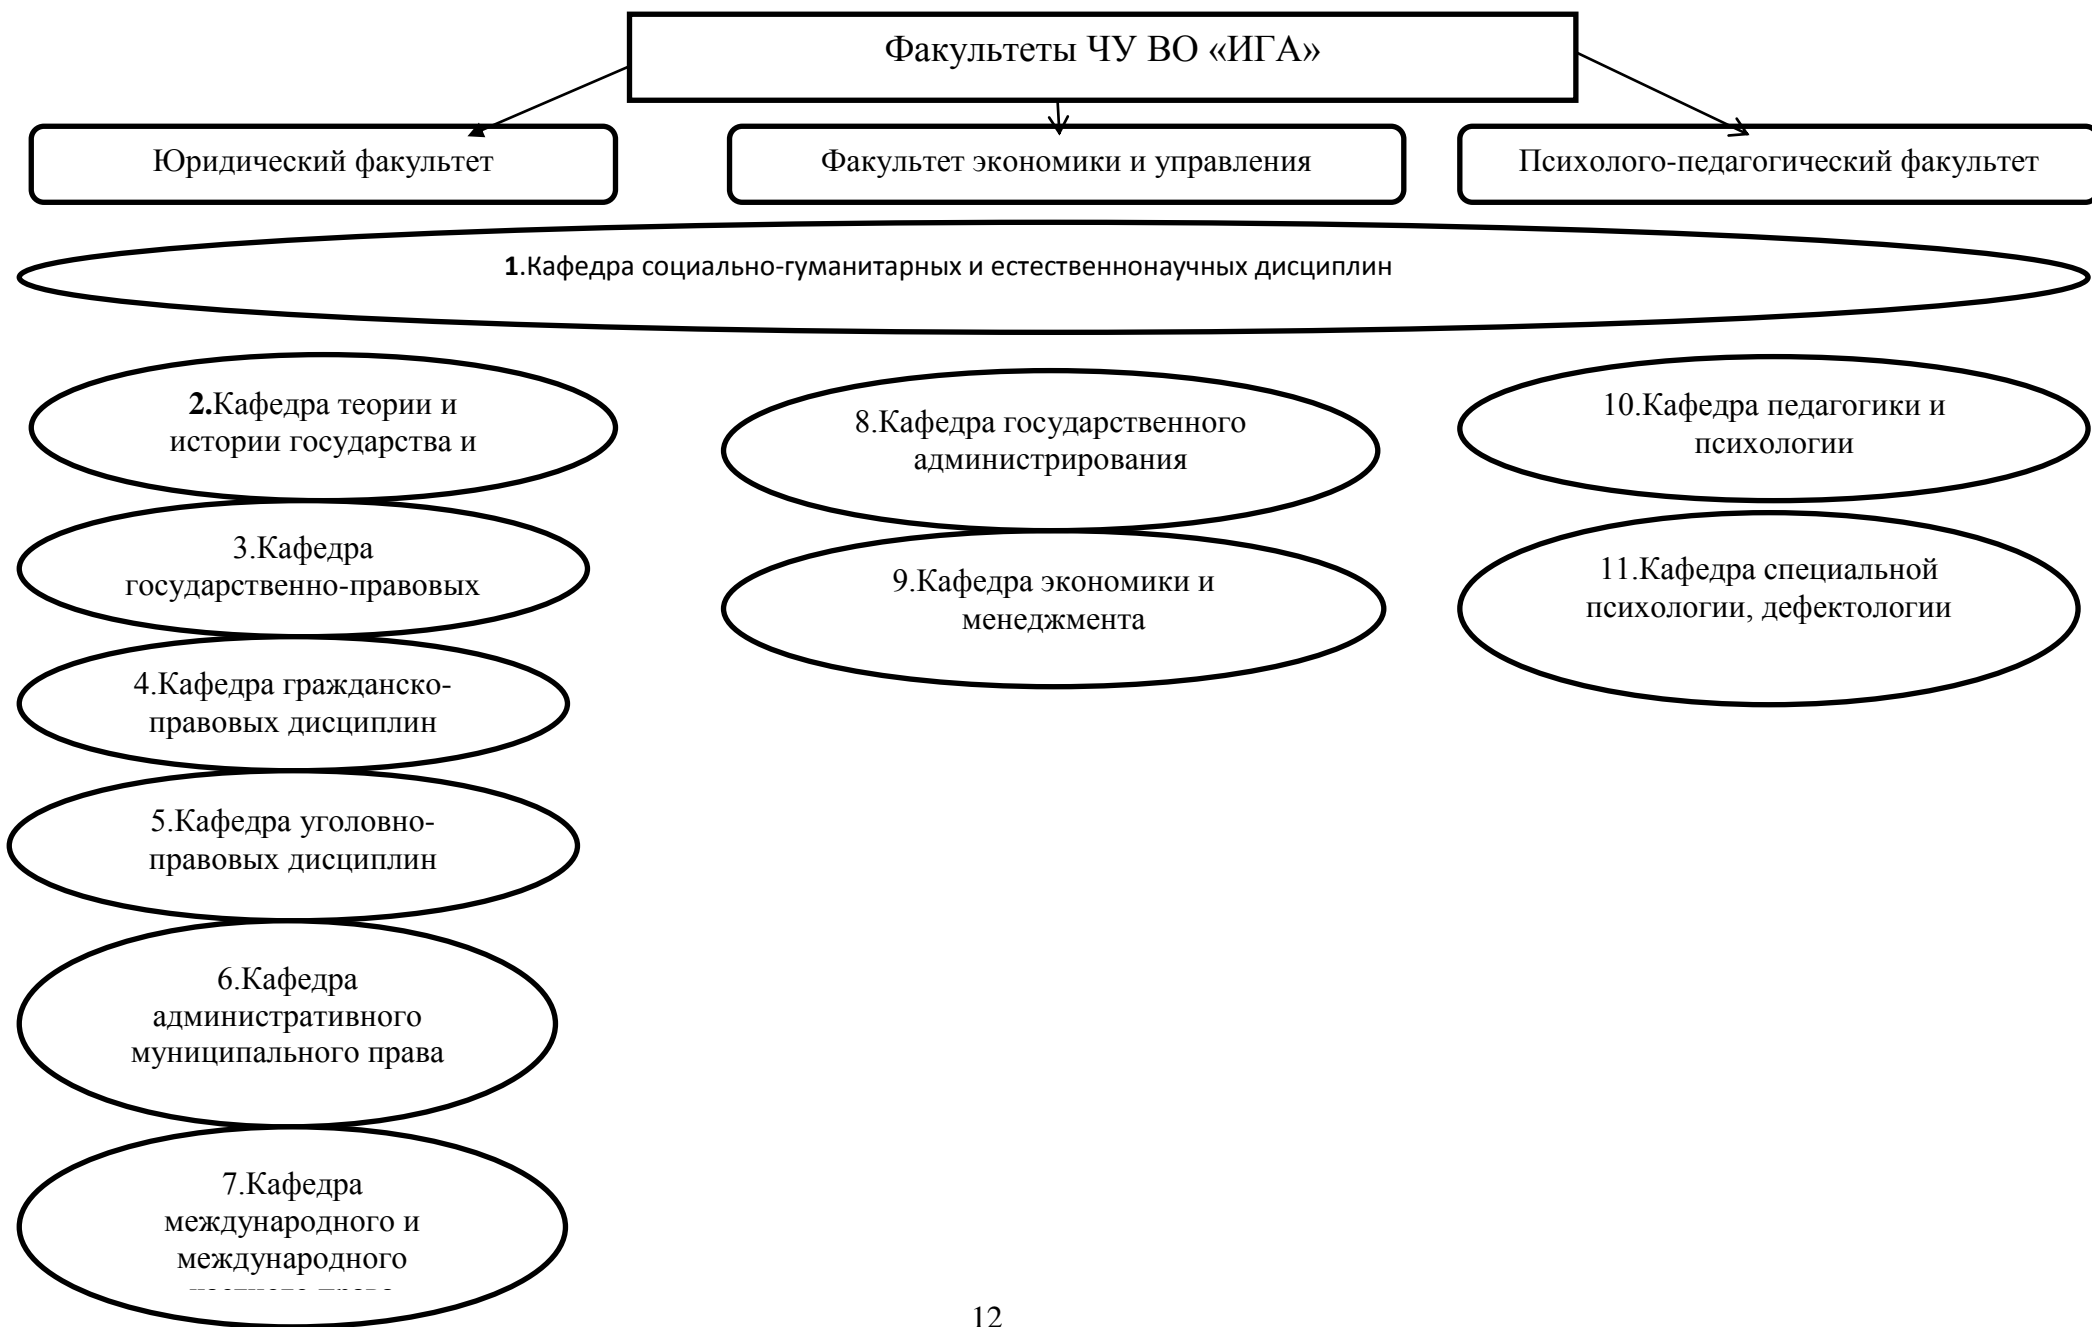 Факультеты ЧУ ВО «ИГА»
Юридический факультет
Факультет экономики и управления
Психолого-педагогический факультет
1.Кафедра социально-гуманитарных и естественнонаучных дисциплин
2.Кафедра теории и
истории государства и
3.Кафедра
государственно-правовых
4.Кафедра гражданско-
правовых дисциплин
5.Кафедра уголовно-
правовых дисциплин
6.Кафедра
административного
муниципального права
7.Кафедра
международного и
международного
8.Кафедра государственного
администрирования
9.Кафедра экономики и
менеджмента
10.Кафедра педагогики и
психологии
11.Кафедра специальной
психологии, дефектологии
12